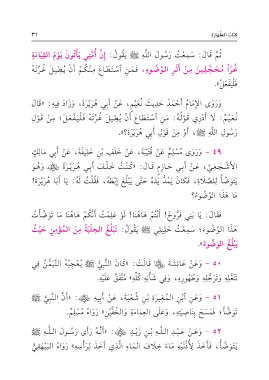 كتاب الطهارة ٣١
ثُمَّ قَالَ: سَمِعْتُ رَسُولَ اللَّهِ ﷺ يَقُولُ: إِنَّ أُمَّتِي يَأْتُونَ يَوْمَ القِيَامَةِ
غُرّاً مُحَجَّلِينَ مِنْ أَثَرِ الوُضُوءِ، فَمَنِ اسْتَطَاعَ مِنْكُمْ أَنْ يُطِيلَ غُرَّتَهُ
فَلْيَفْعَلْ».
وَرَوَى الإِمَامُ أَحْمَدُ حَدِيثَ نُعَيْمٍ، عَنْ أَبِي هُرَيْرَةَ، وَزَادَ فِيهِ: «قَالَ
نُعَيْمٌ: لَا أَدْرِي قَوْلُهُ: مَنِ اسْتَطَاعَ أَنْ يُطِيلَ غُرَّتَهُ فَلْيَفْعَلْ؛ مِنْ قَوْلِ
رَسُولِ اللَّهِ ﷺ، أَوْ مِنْ قَوْلِ أَبِي هُرَيْرَةَ؟».
٤٩ - وَرَوَى مُسْلِمٌ عَنْ قُتَيْبَةَ، عَنْ خَلَفِ بْنِ خَلِيفَةَ، عَنْ أَبِي مَالِكٍ
الأَشْجَعِيِّ، عَنْ أَبِي حَازِمٍ قَالَ: «كُنْتُ خَلْفَ أَبِي هُرَيْرَةَ وَهُوَ
يَتَوَضَّأُ لِلصَّلَاةِ، فَكَانَ يَمُدُّ يَدَهُ حَتَّى يَبْلُغَ إِبْطَهُ، فَقُلْتُ لَهُ: يَا أَبَا هُرَيْرَةَ!
مَا هَذَا الوُضُوءُ؟
فَقَالَ: يَا بَنِي فَرُّوخَ! أَنْتُمْ هَاهُنَا! لَوْ عَلِمْتُ أَنَّكُمْ هَاهُنَا مَا تَوَضَّأْتُ
هَذَا الوُضُوءَ؛ سَمِعْتُ خَلِيلِي ﷺ يَقُولُ: تَبْلُغُ الحِلْيَةُ مِنَ المُؤْمِنِ حَيْثُ
يَبْلُغُ الوَضُوءُ».
٥٠ - وَعَنْ عَائِشَةَ قَالَتْ: «كَانَ النَّبِيُّ ﷺ يُعْجِبُهُ التَّيَمُّنُ فِي
تَنَعُّلِهِ وَتَرَجُّلِهِ وَطُهُورِهِ، وَفِي شَأْنِهِ كُلِّهِ» مُتَّفَقٌ عَلَيْهِ.
٥١ - وَعَنِ ابْنِ المُغِيرَةِ بْنِ شُعْبَةَ، عَنْ أَبِيهِ: «أَنَّ النَّبِيَّ ﷺ
تَوَضَّأَ؛ فَمَسَحَ بِنَاصِيَتِهِ، وَعَلَى العِمَامَةِ وَالخُفَّيْنِ» رَوَاهُ مُسْلِمٌ.
٥٢ - وَعَنْ عَبْدِ اللَّهِ بْنِ زَيْدٍ: «أَنَّهُ رَأَى رَسُولَ اللَّهِ ﷺ
يَتَوَضَّأُ، فَأَخَذَ لِأُذُنَيْهِ مَاءً خِلَافَ المَاءِ الَّذِي أَخَذَ لِرَأْسِهِ» رَوَاهُ البَيْهَقِيُّ